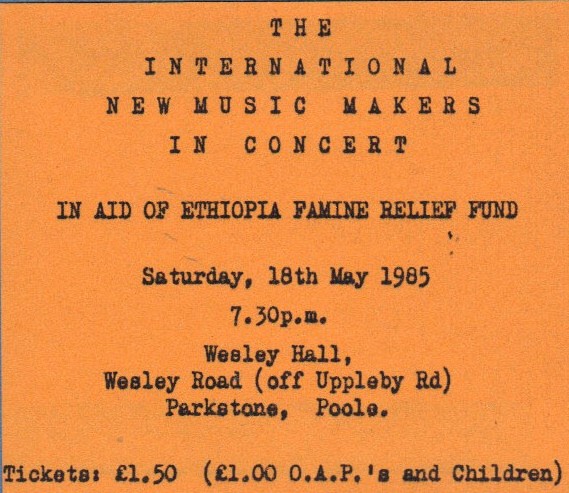 THE
INTERNATIONAL
NEW MUSIC MAKERS
IN CONCERT
IN AID OF ETHIOPIA FAMINE RELIEF FUND
Saturday, 18th May 1985
7.30p.m.
Wesley Hall,
Wesley Road (off Uppleby Rd)
Parkstone, Poole.
Tickets: £1.50 (£1.00 O.A.P.'s and Children)